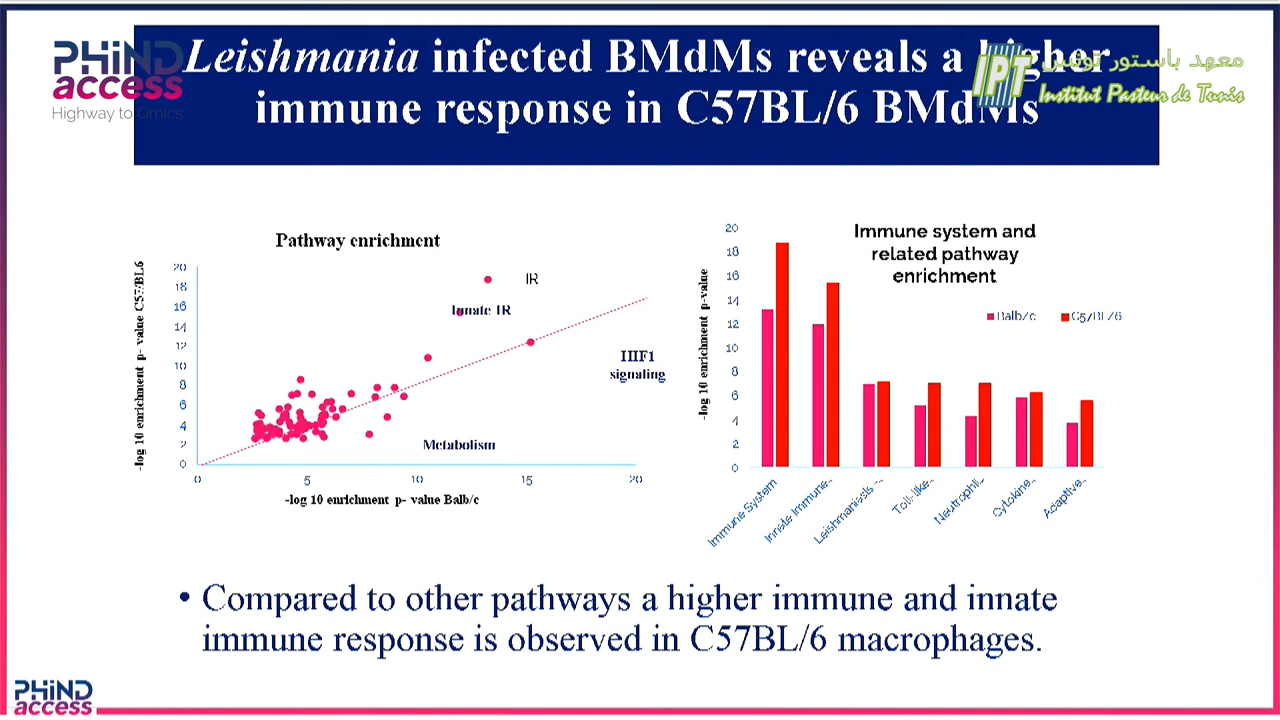 PHiND
access
Highway to Omics
Leishmania infected BMdMs reveals a higher
immune response in C57BL/6 BMdMs
IPT
معهد باستور تونس
Institut Pasteur de Tunis
Pathway enrichment
-log 10 enrichment p- value C57/BL6
20
18
16
14
12
10
8
6
4
2
0
0
5
10
15
20
-log 10 enrichment p- value Balb/c
IR
Innate IR
HIF1
signaling
Metabolism
Immune system and
related pathway
enrichment
-log 10 enrichment p-value
20
18
16
14
12
10
8
6
4
2
0
Balb/c
C57BL/6
Immune System
Innate Immune..
Leishmaniasis -..
Toll-like..
Neutrophil..
Cytokine..
Adaptive..
• Compared to other pathways a higher immune and innate
immune response is observed in C57BL/6 macrophages.
PHiND
access